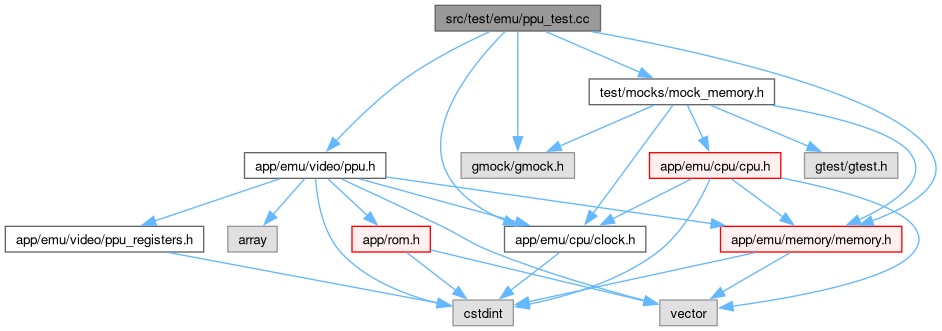 src/test/emu/ppu_test.cc
test/mocks/mock_memory.h
app/emu/video/ppu.h
gmock/gmock.h
app/emu/cpu/cpu.h
gtest/gtest.h
app/emu/video/ppu_registers.h
array
app/rom.h
app/emu/cpu/clock.h
app/emu/memory/memory.h
cstdint
vector